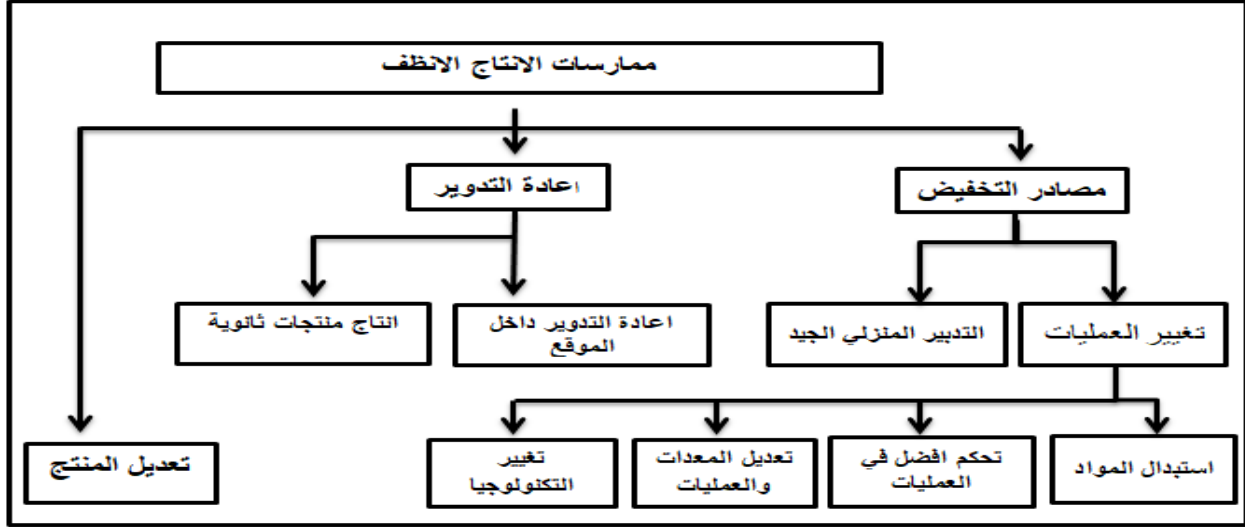 ممارسات الانتاج الانظف
مصادر التخفيض
اعادة التدوير
تغيير العمليات
التدبير المنزلي الجيد
اعادة التدوير داخل
الموقع
انتاج منتجات ثانوية
استبدال المواد
تحكم افضل في
العمليات
تعديل المعدات
والعمليات
تغيير
التكنولوجيا
تعديل المنتج